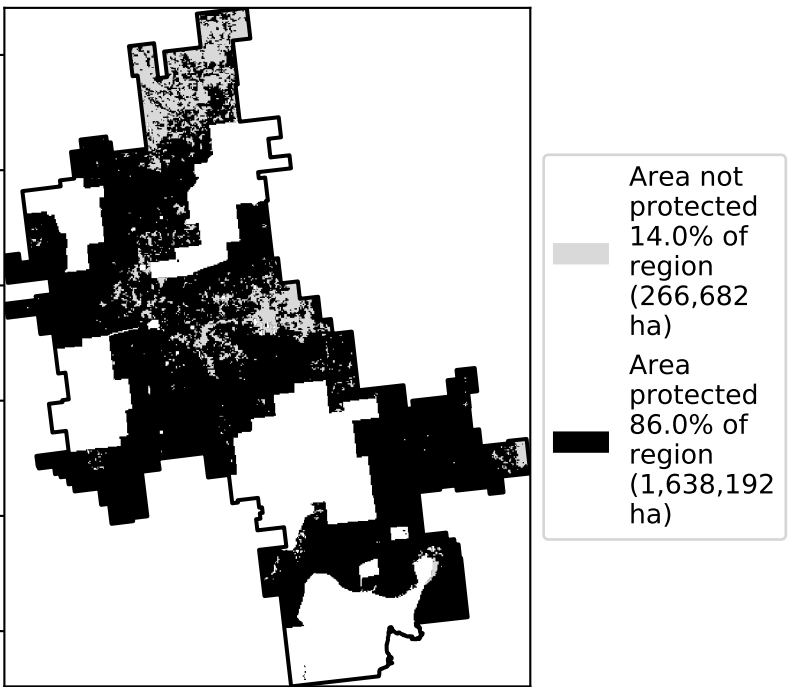 Area not
protected
14.0% of
region
(266,682
ha)
Area
protected
86.0% of
region
(1,638,192
ha)